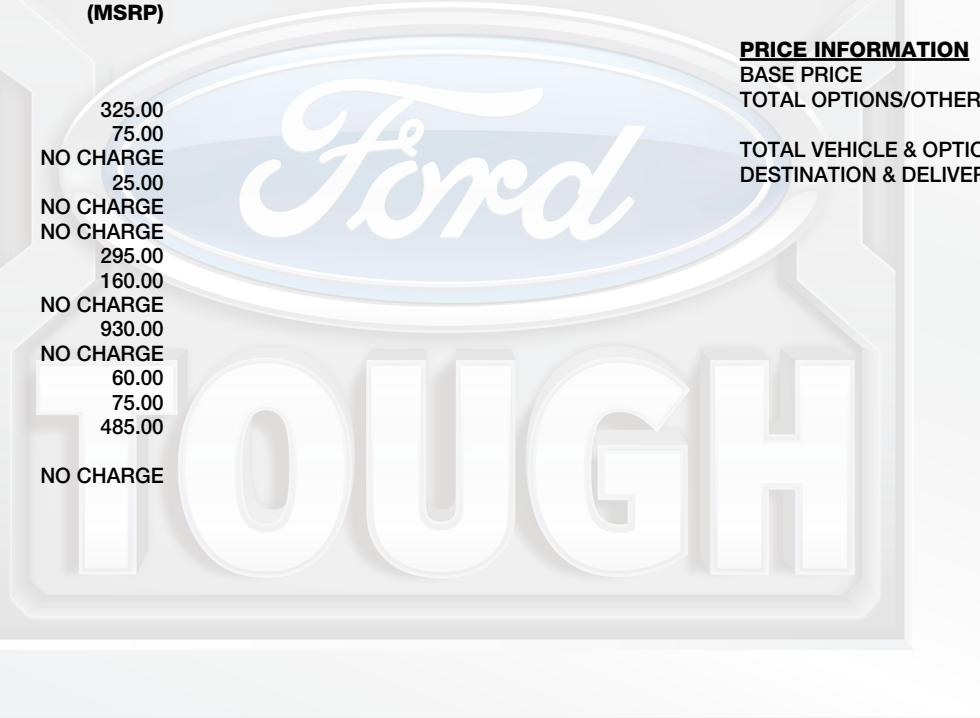 (MSRP)
325.00
75.00
NO CHARGE
25.00
NO CHARGE
NO CHARGE
295.00
160.00
NO CHARGE
930.00
NO CHARGE
60.00
75.00
485.00
NO CHARGE
PRICE INFORMATION
BASE PRICE
TOTAL OPTIONS/OTHER
TOTAL VEHICLE & OPTIO
DESTINATION & DELIVER
Ford
TOUGH